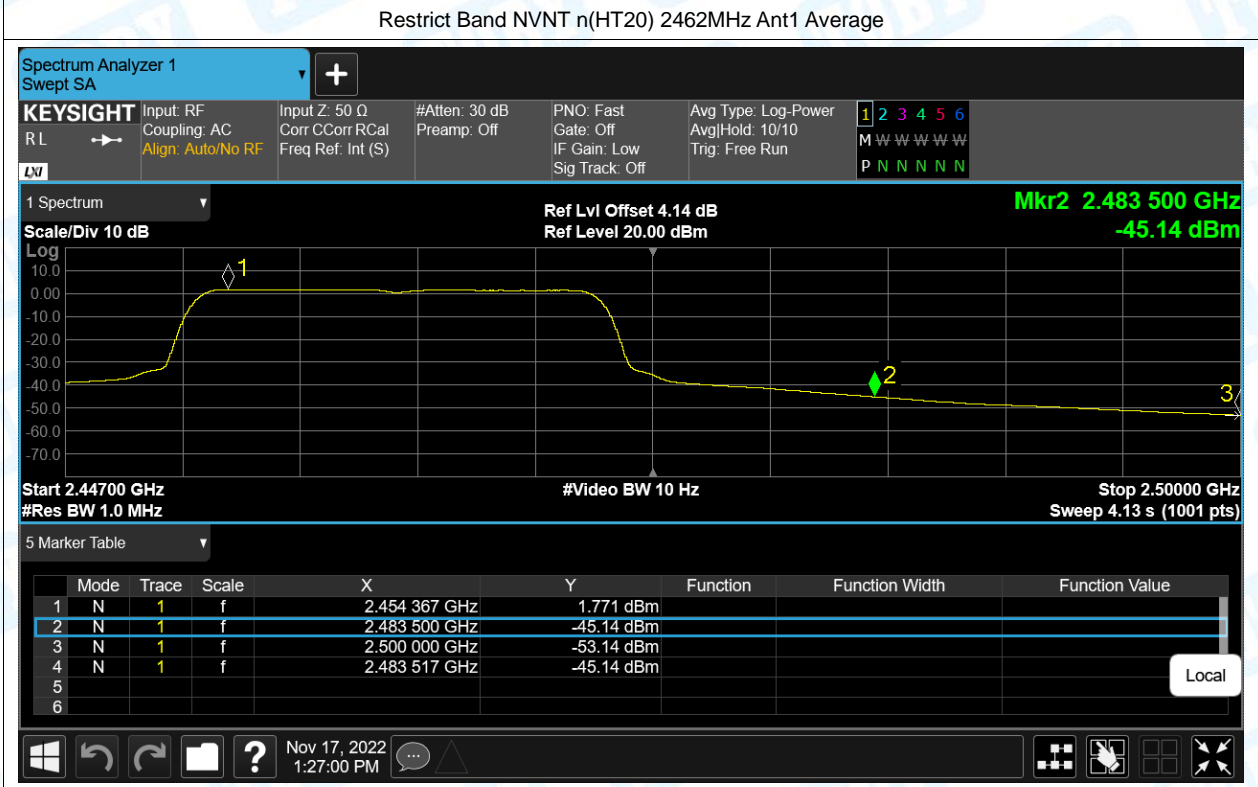 Restrict Band NVNT n(HT20) 2462MHz Ant1 Average
Spectrum Analyzer 1
Swept SA
KEYSIGHT Input: RF Input Z: 50 Ω #Atten: 30 dB PNO: Fast Avg Type: Log-Power 1 2 3 4 5 6
R L Coupling: AC Corr CCorr RCal Preamp: Off Gate: Off Avg|Hold: 10/10 M W W W W W
Align: Auto/No RF Freq Ref: Int (S) IF Gain: Low Trig: Free Run
LXI Sig Track: Off P N N N N N
1 Spectrum Ref Lvl Offset 4.14 dB Mkr2 2.483 500 GHz
Scale/Div 10 dB Ref Level 20.00 dBm -45.14 dBm
Log
10.0 1
0.00
-10.0
-20.0
-30.0
-40.0 2
-50.0 3
-60.0
-70.0
Start 2.44700 GHz #Video BW 10 Hz Stop 2.50000 GHz
#Res BW 1.0 MHz Sweep 4.13 s (1001 pts)
5 Marker Table
Mode Trace Scale X Y Function Function Width Function Value
1 N 1 f 2.454 367 GHz 1.771 dBm
2 N 1 f 2.483 500 GHz -45.14 dBm
3 N 1 f 2.500 000 GHz -53.14 dBm
4 N 1 f 2.483 517 GHz -45.14 dBm
5
6
Local
? Nov 17, 2022
1:27:00 PM